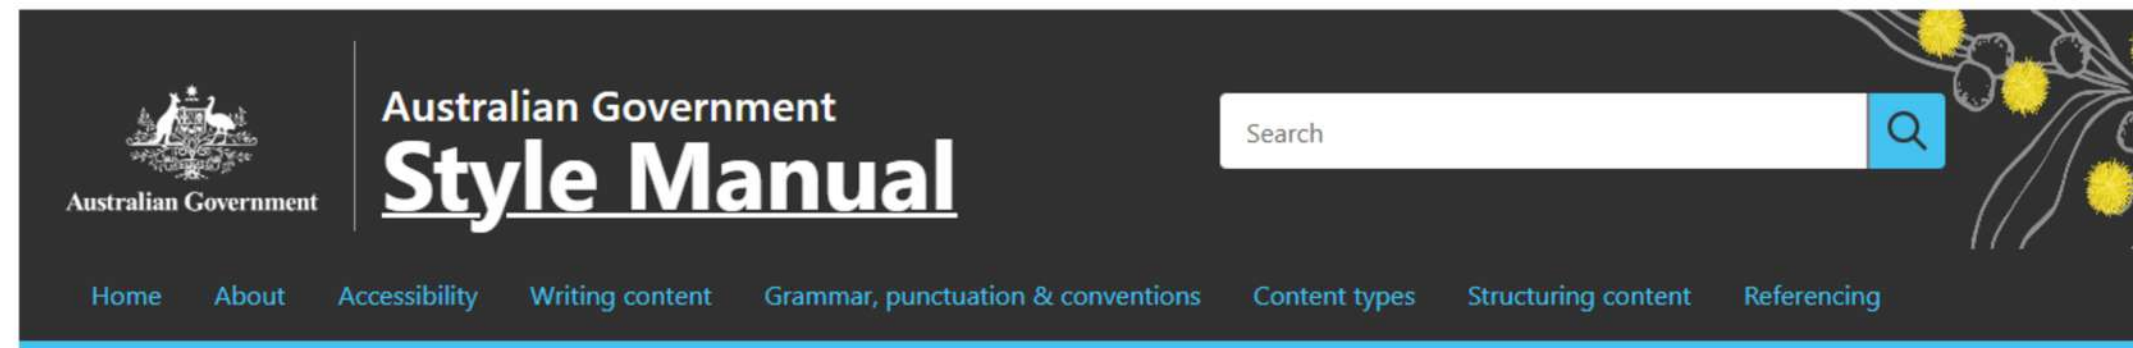 Australian Government
Australian Government
Style Manual
Search
Home About Accessibility Writing content Grammar, punctuation & conventions Content types Structuring content Referencing